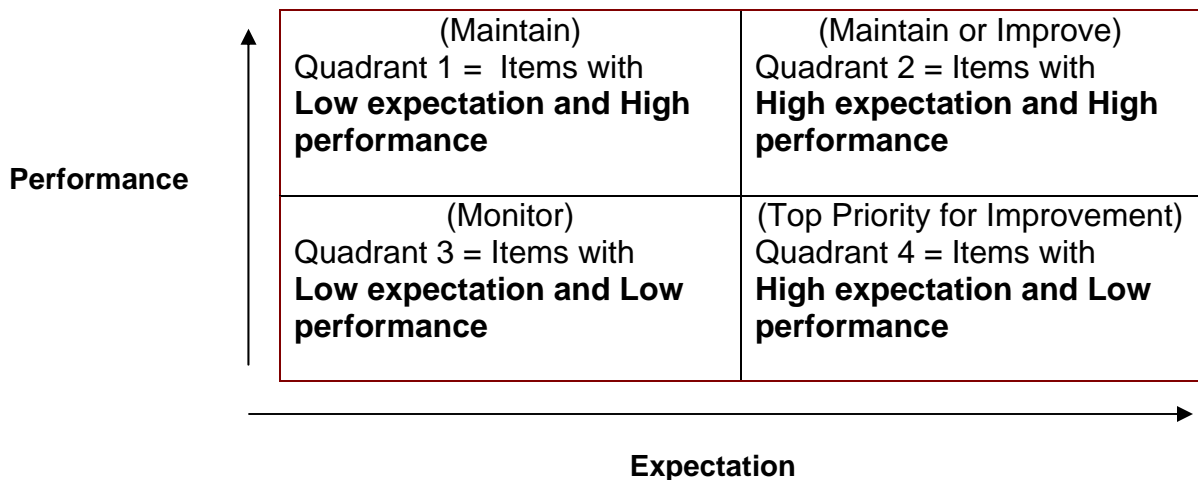 (Maintain)
Quadrant 1 =  Items with
Low expectation and High
performance
(Maintain or Improve)
Quadrant 2 = Items with
High expectation and High
performance
Performance
(Monitor)
Quadrant 3 = Items with
Low expectation and Low
performance
(Top Priority for Improvement)
Quadrant 4 = Items with
High expectation and Low
performance
Expectation